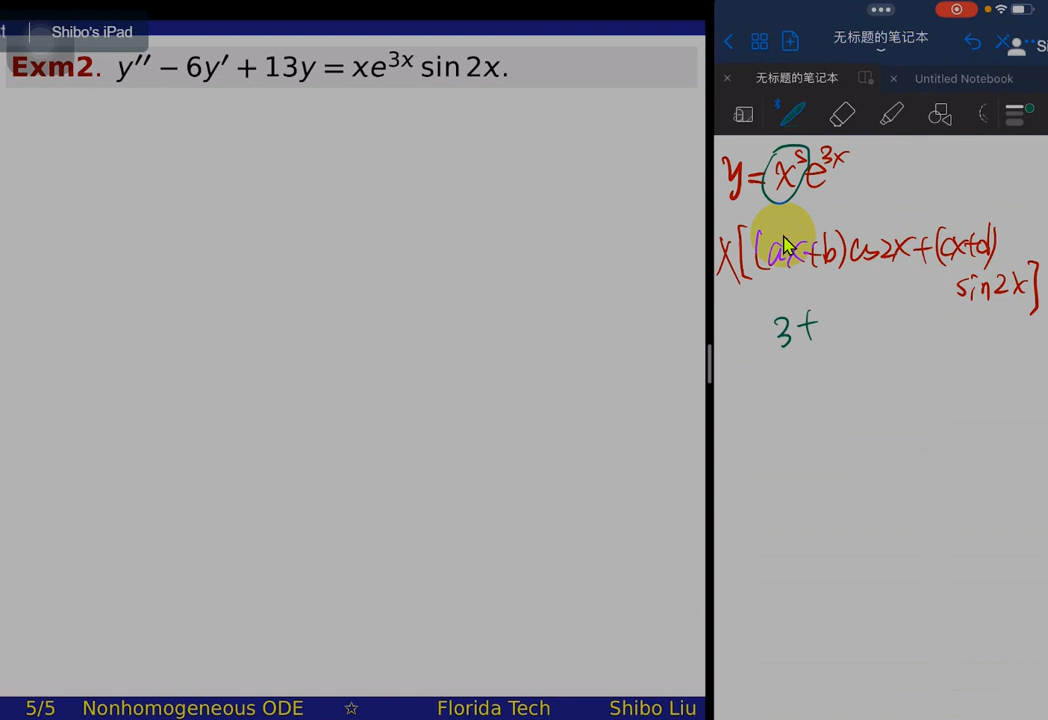 Shibo's iPad
Exm2. y′′ − 6y′ + 13y = xe^{3x} sin 2x.
5/5 Nonhomogeneous ODE ☆ Florida Tech Shibo Liu
无标题的笔记本
无标题的笔记本
Untitled Notebook
y = x^s e^{3x}
x[(ax+b)cos2x+(cx+d)
sin2x]
3+